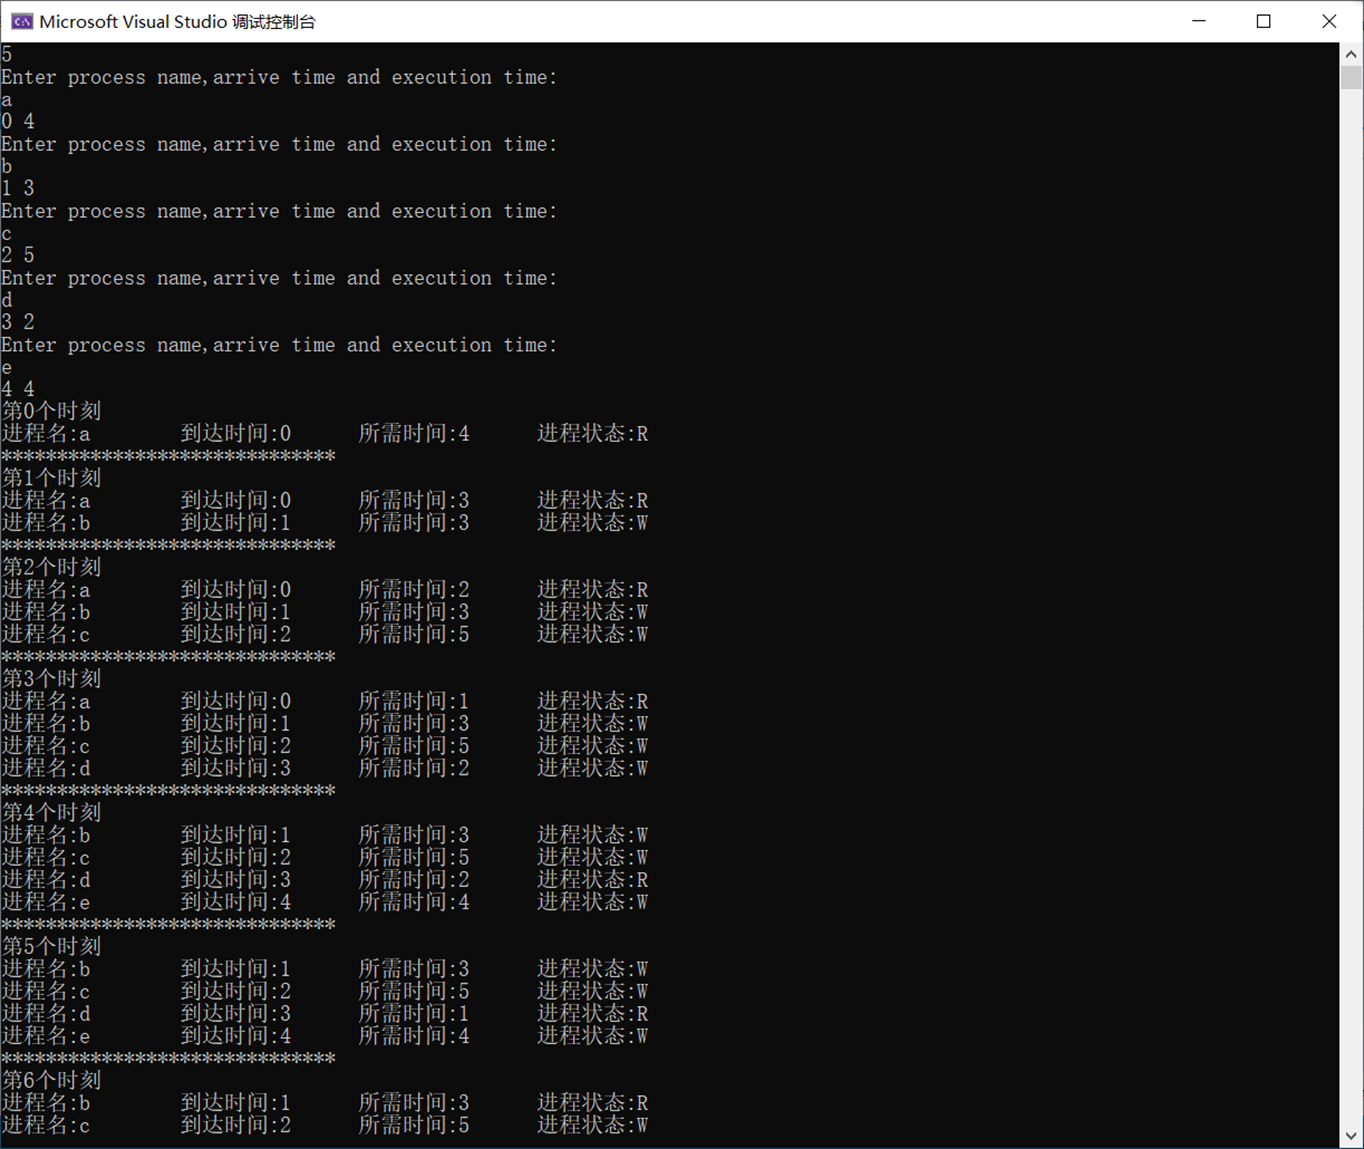 Microsoft Visual Studio 调试控制台
5
Enter process name,arrive time and execution time:
a
0 4
Enter process name,arrive time and execution time:
b
1 3
Enter process name,arrive time and execution time:
c
2 5
Enter process name,arrive time and execution time:
d
3 2
Enter process name,arrive time and execution time:
e
4 4
第0个时刻
进程名:a 到达时间:0 所需时间:4 进程状态:R
******************************
第1个时刻
进程名:a 到达时间:0 所需时间:3 进程状态:R
进程名:b 到达时间:1 所需时间:3 进程状态:W
******************************
第2个时刻
进程名:a 到达时间:0 所需时间:2 进程状态:R
进程名:b 到达时间:1 所需时间:3 进程状态:W
进程名:c 到达时间:2 所需时间:5 进程状态:W
******************************
第3个时刻
进程名:a 到达时间:0 所需时间:1 进程状态:R
进程名:b 到达时间:1 所需时间:3 进程状态:W
进程名:c 到达时间:2 所需时间:5 进程状态:W
进程名:d 到达时间:3 所需时间:2 进程状态:W
******************************
第4个时刻
进程名:b 到达时间:1 所需时间:3 进程状态:W
进程名:c 到达时间:2 所需时间:5 进程状态:W
进程名:d 到达时间:3 所需时间:2 进程状态:R
进程名:e 到达时间:4 所需时间:4 进程状态:W
******************************
第5个时刻
进程名:b 到达时间:1 所需时间:3 进程状态:W
进程名:c 到达时间:2 所需时间:5 进程状态:W
进程名:d 到达时间:3 所需时间:1 进程状态:R
进程名:e 到达时间:4 所需时间:4 进程状态:W
******************************
第6个时刻
进程名:b 到达时间:1 所需时间:3 进程状态:R
进程名:c 到达时间:2 所需时间:5 进程状态:W